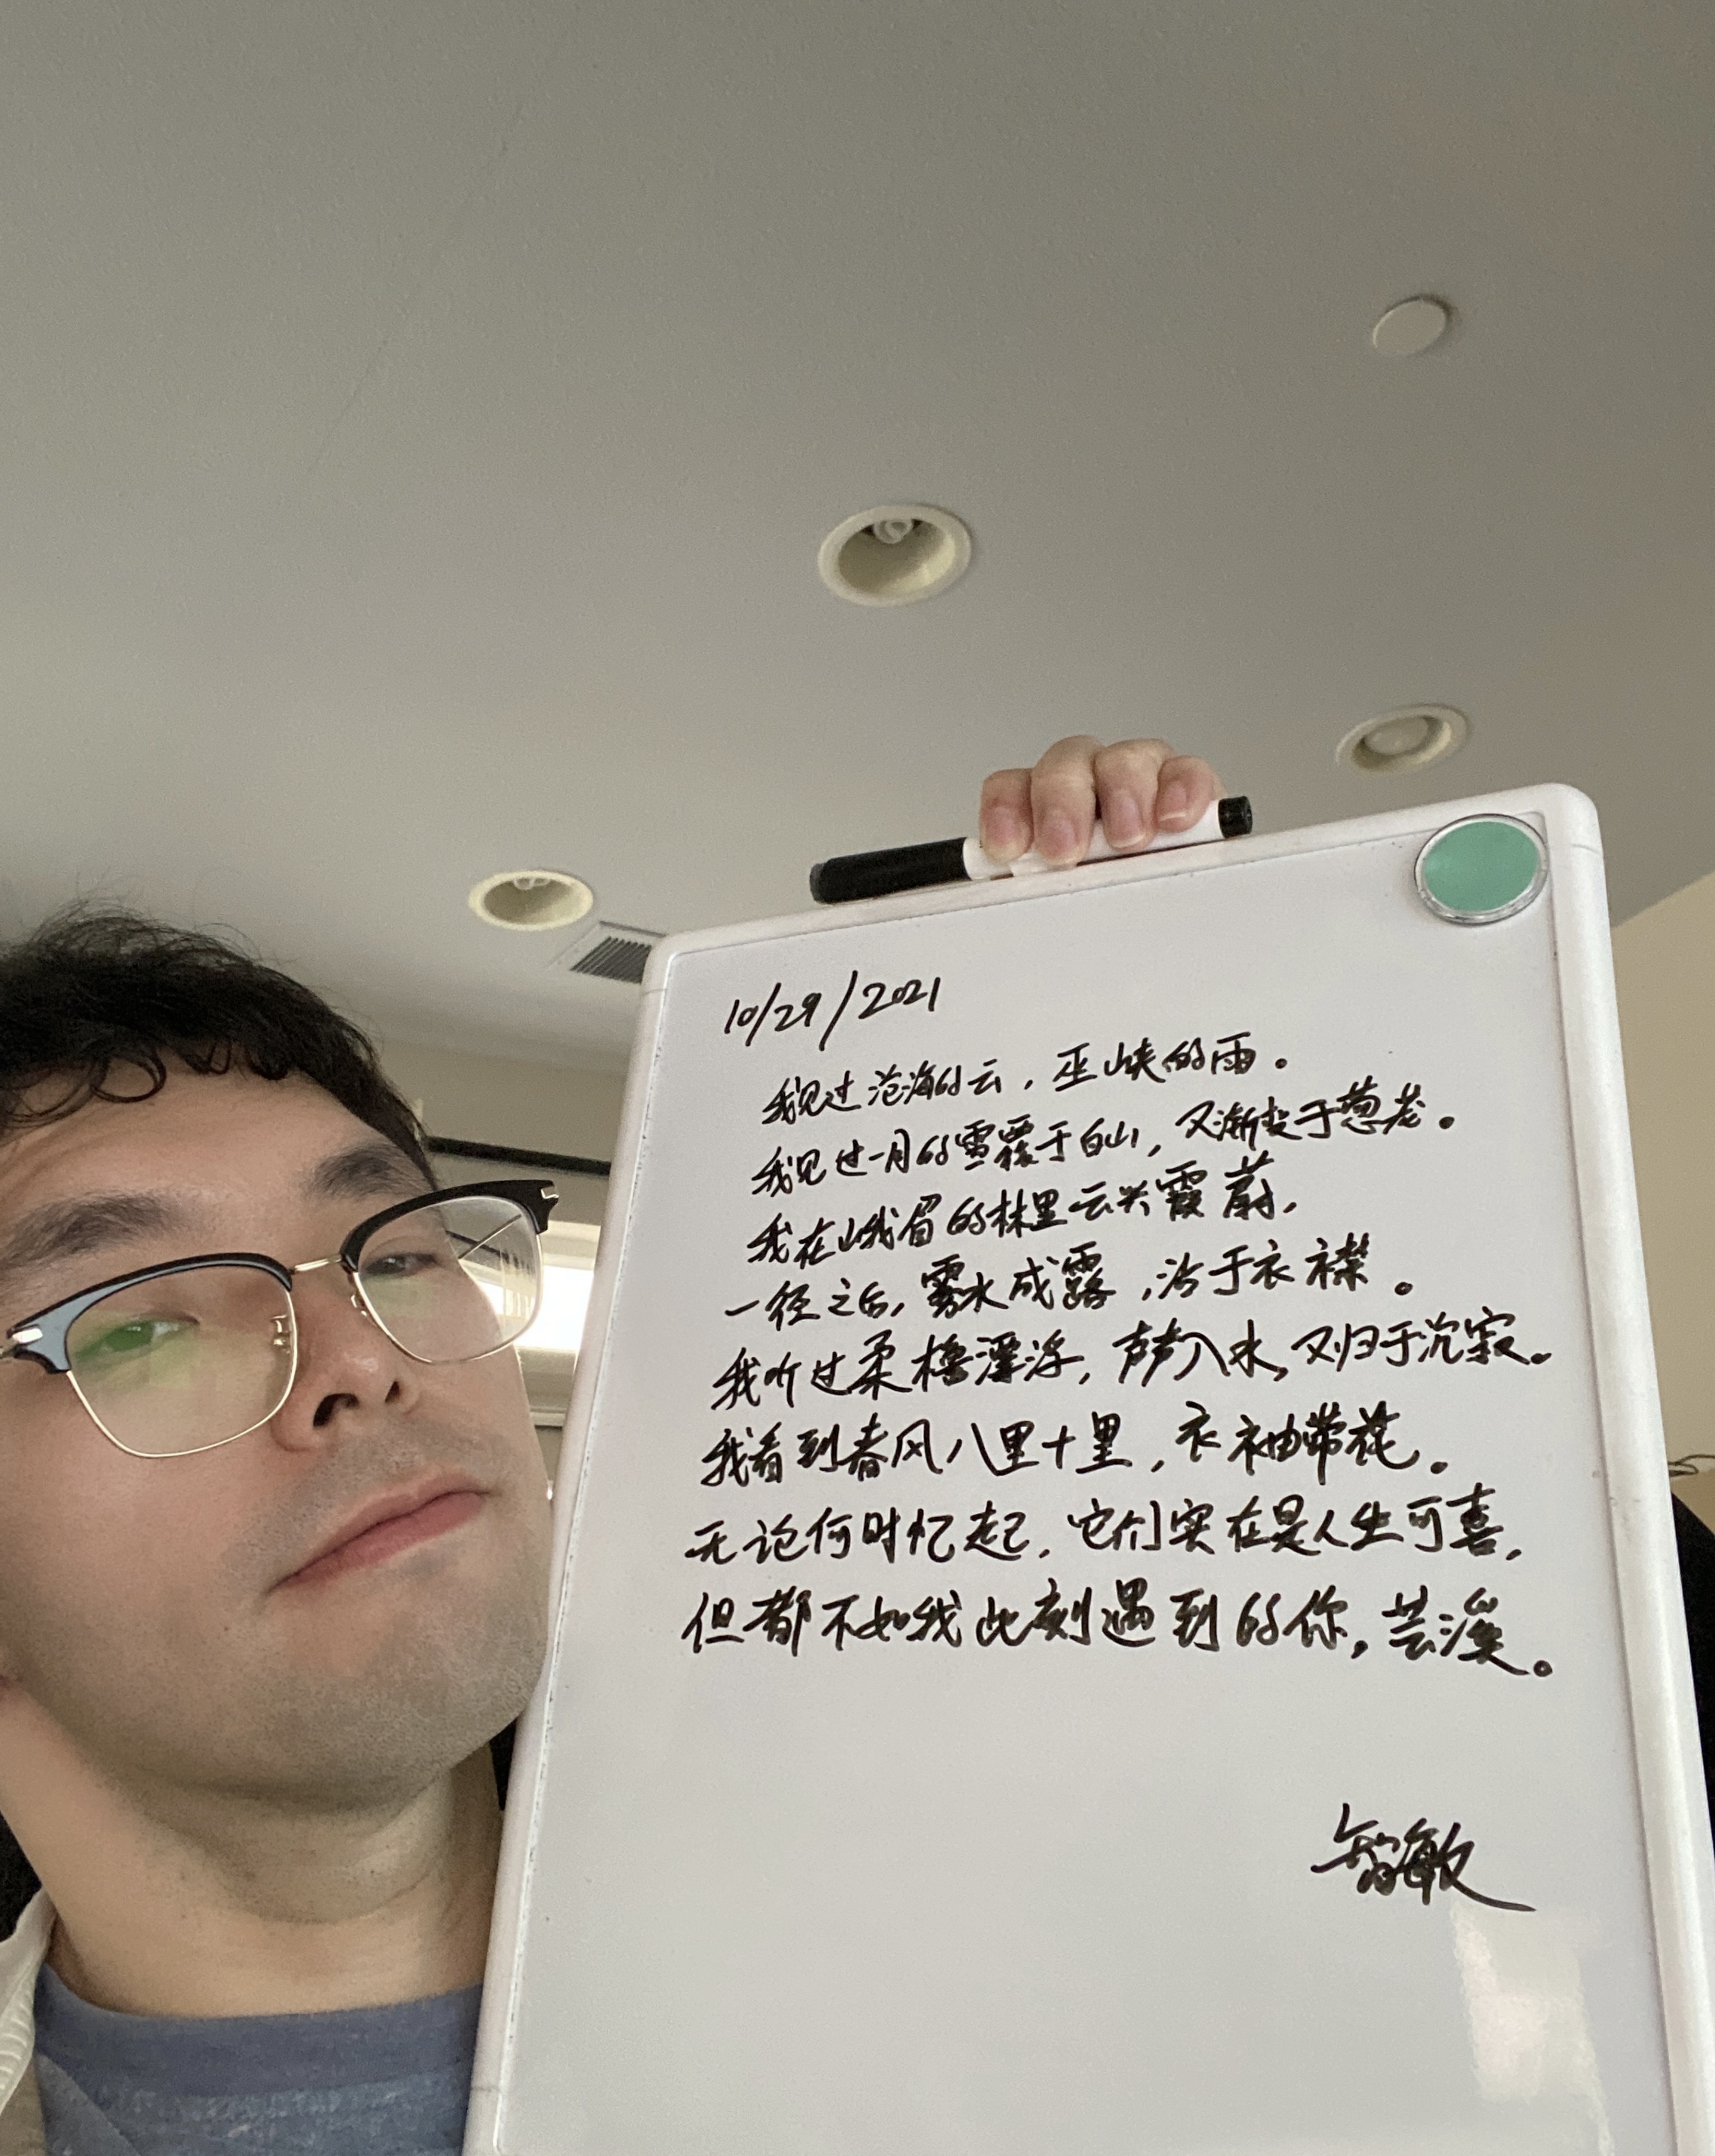 10/29/2021
我见过沧海的云，巫峡的雨。
我见过一月的雪覆于白山，又渐变于葱茏。
我在峨眉的林里云兴霞蔚，
一径之后，雾水成露，沾于衣襟。
我听过柔橹浮浮，声声入水，又归于沉寂。
我看到春风八里十里，衣袖带花。
无论何时忆起，它们实在是人生可喜，
但都不如我此刻遇到的你，芸溪。
智敏